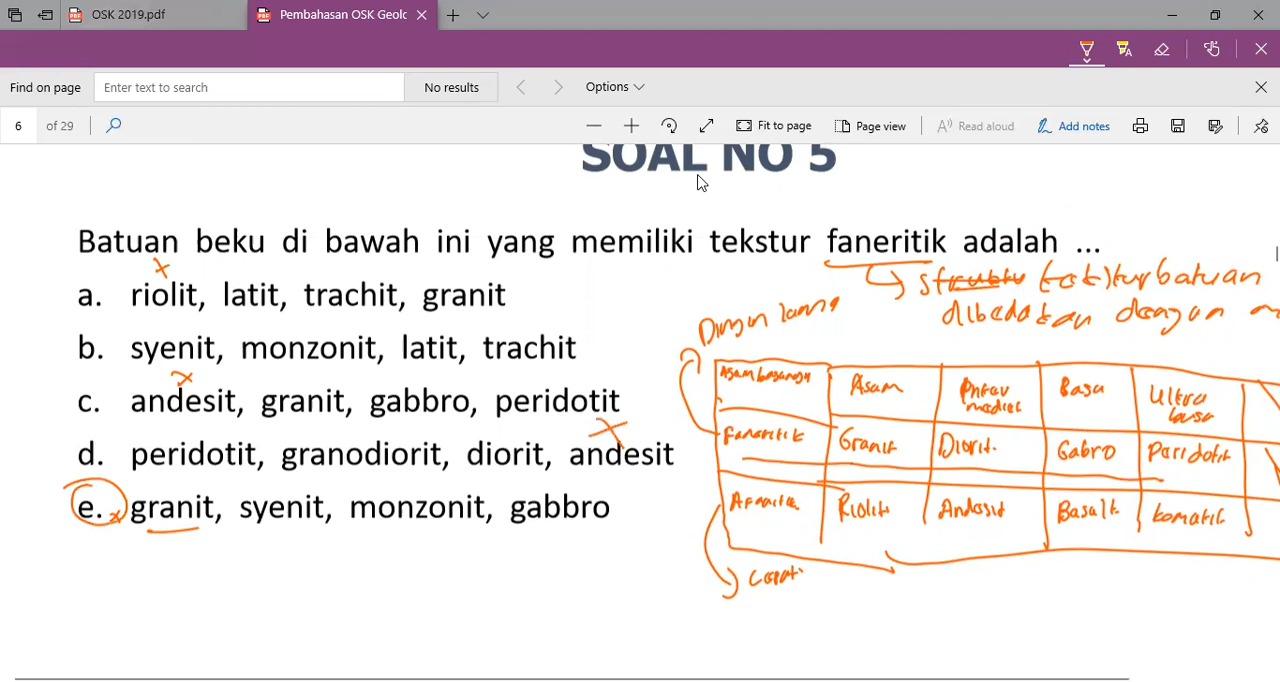 OSK 2019.pdf
Pembahasan OSK Geolc
Find on page
Enter text to search
No results
Options
6
of 29
Fit to page
Page view
Read aloud
Add notes
SOAL NO 5
Batuan beku di bawah ini yang memiliki tekstur faneritik adalah ...
a. riolit, latit, trachit, granit
b. syenit, monzonit, latit, trachit
c. andesit, granit, gabbro, peridotit
d. peridotit, granodiorit, diorit, andesit
e. granit, syenit, monzonit, gabbro
batuan
dengan
Asam
Basa
Ultra
basa
Faneritik
Granit
Diorit
Gabro
Peridotit
Riolit
Andesit
Basalt